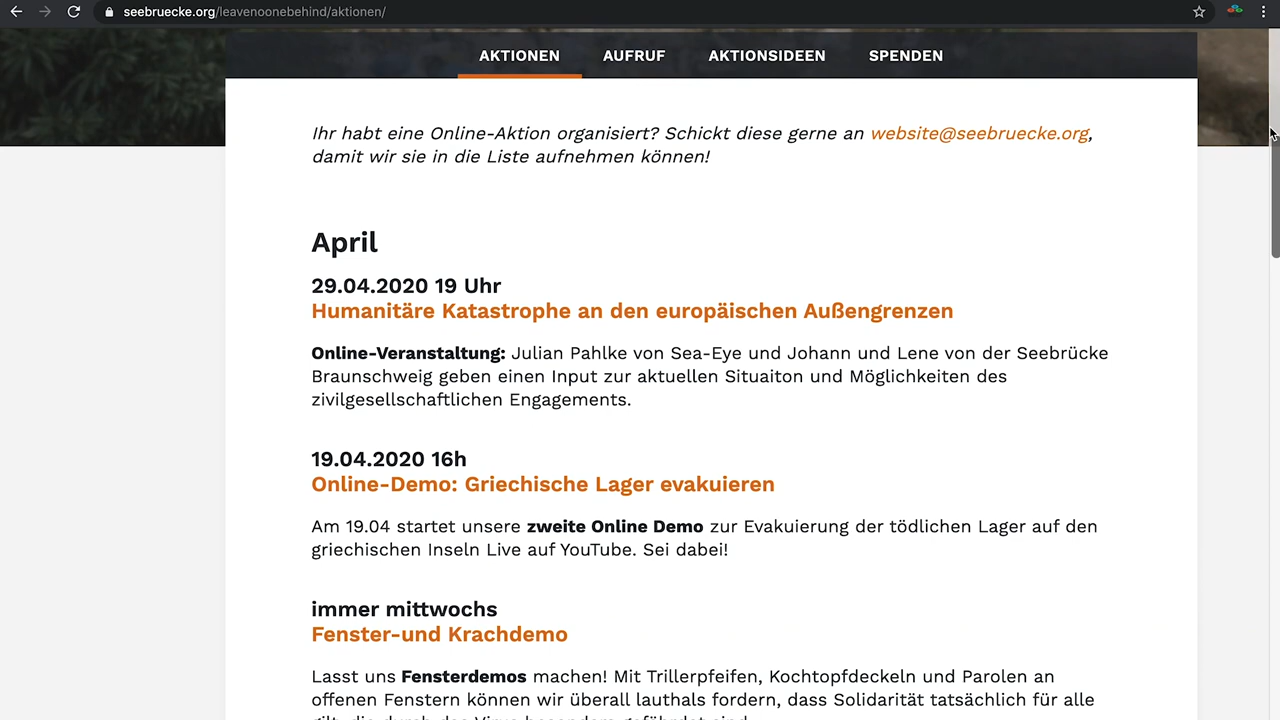 seebruecke.org/leavenoonebehind/aktionen/
AKTIONEN AUFRUF AKTIONSIDEEN SPENDEN
Ihr habt eine Online-Aktion organisiert? Schickt diese gerne an website@seebruecke.org,
damit wir sie in die Liste aufnehmen können!
April
29.04.2020 19 Uhr
Humanitäre Katastrophe an den europäischen Außengrenzen
Online-Veranstaltung: Julian Pahlke von Sea-Eye und Johann und Lene von der Seebrücke
Braunschweig geben einen Input zur aktuellen Situaiton und Möglichkeiten des
zivilgesellschaftlichen Engagements.
19.04.2020 16h
Online-Demo: Griechische Lager evakuieren
Am 19.04 startet unsere zweite Online Demo zur Evakuierung der tödlichen Lager auf den
griechischen Inseln Live auf YouTube. Sei dabei!
immer mittwochs
Fenster-und Krachdemo
Lasst uns Fensterdemos machen! Mit Trillerpfeifen, Kochtopfdeckeln und Parolen an
offenen Fenstern können wir überall lauthals fordern, dass Solidarität tatsächlich für alle